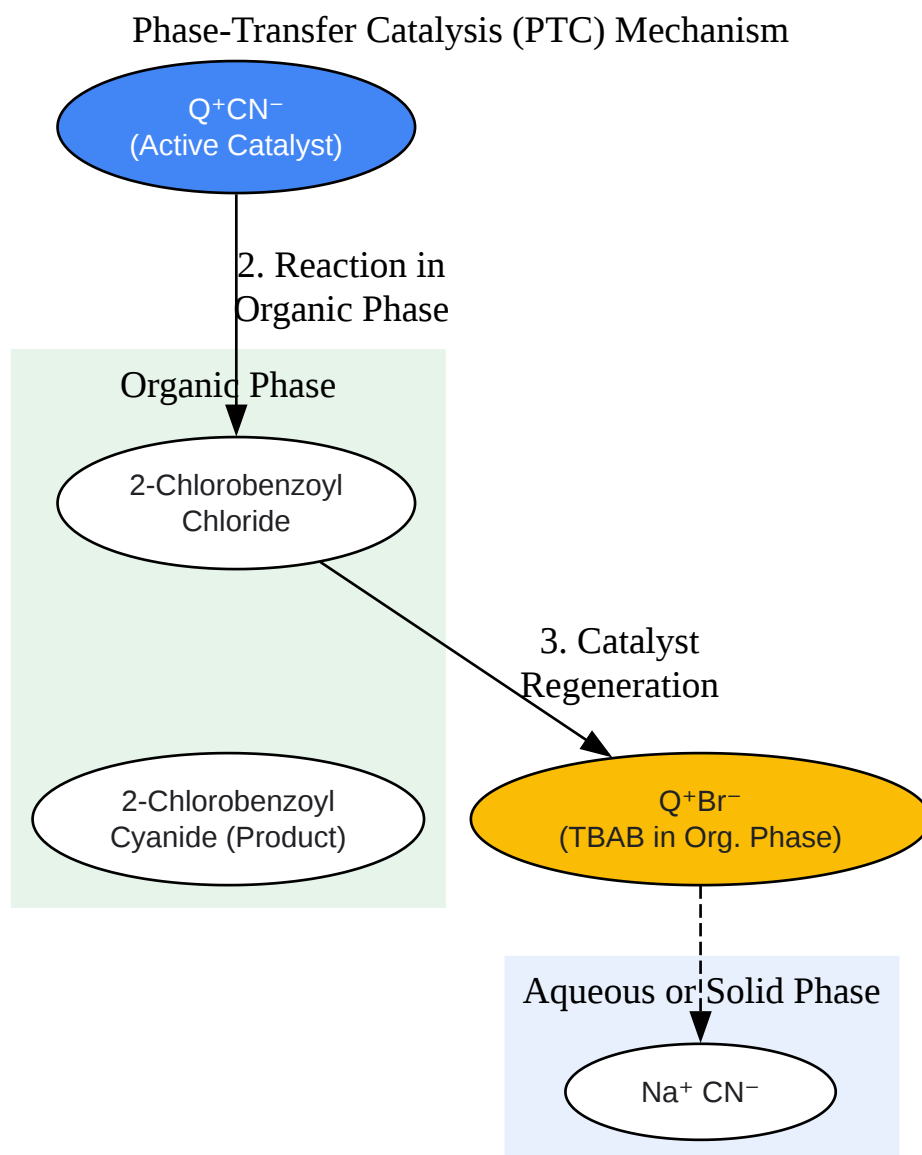 Phase-Transfer Catalysis (PTC) Mechanism
Q⁺CN⁻
(Active Catalyst)
2. Reaction in
Organic Phase
Organic Phase
2-Chlorobenzoyl
Chloride
3. Catalyst
Regeneration
2-Chlorobenzoyl
Cyanide (Product)
Q⁺Br⁻
(TBAB in Org. Phase)
Aqueous or Solid Phase
Na⁺ CN⁻